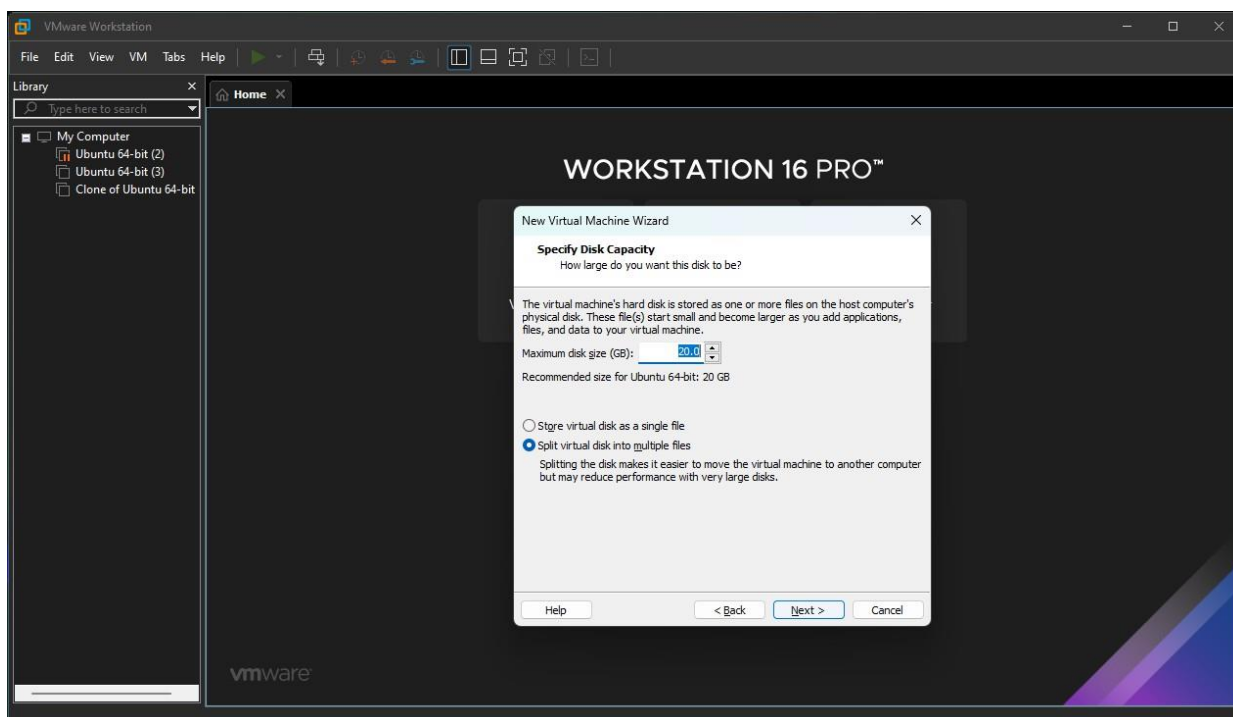 VMware Workstation
File Edit View VM Tabs Help
Library
Home
Type here to search
My Computer
Ubuntu 64-bit (2)
Ubuntu 64-bit (3)
Clone of Ubuntu 64-bit
WORKSTATION 16 PRO™
New Virtual Machine Wizard
Specify Disk Capacity
How large do you want this disk to be?
The virtual machine's hard disk is stored as one or more files on the host computer's
physical disk. These file(s) start small and become larger as you add applications,
files, and data to your virtual machine.
Maximum disk size (GB): 20.0
Recommended size for Ubuntu 64-bit: 20 GB
Store virtual disk as a single file
Split virtual disk into multiple files
Splitting the disk makes it easier to move the virtual machine to another computer
but may reduce performance with very large disks.
Help < Back Next > Cancel
vmware